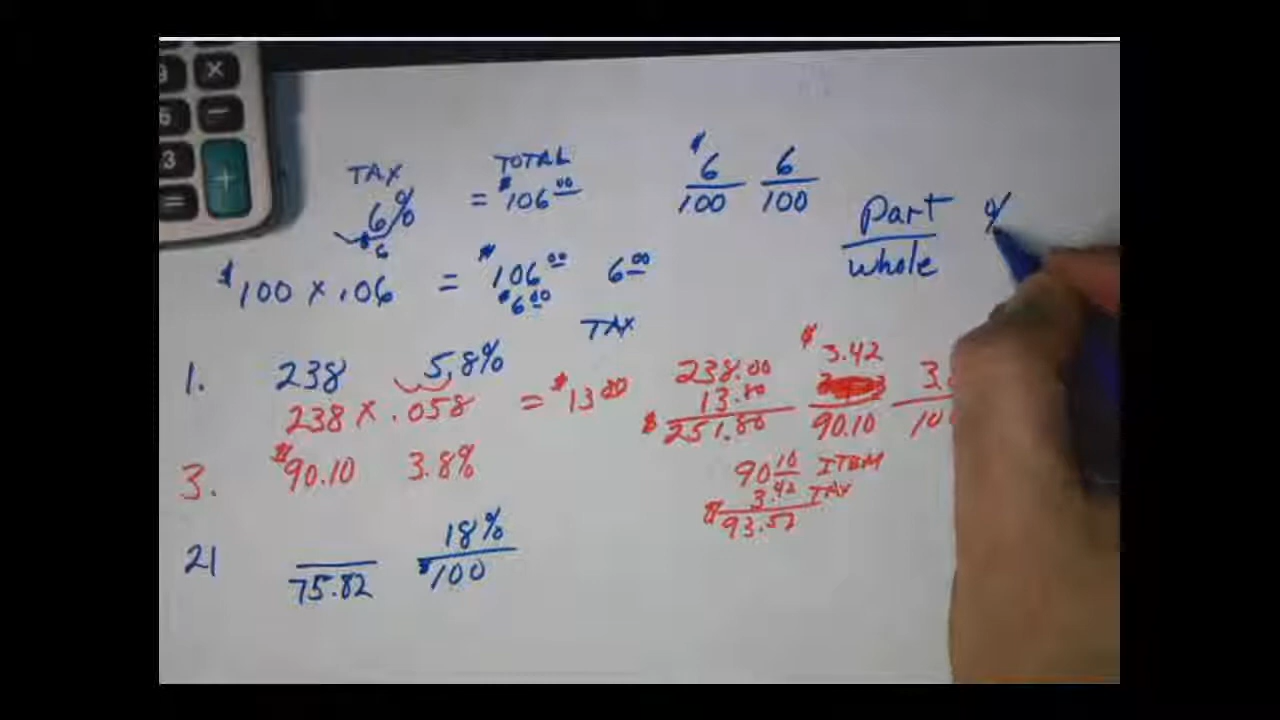 × 
6 −
3 +
=
TAX
6%
$6
TOTAL
= $106.00
$6/100 6/100
Part/whole %
$100 × .06 = $106.00 6.00
$6.00
TAX
1. 238 5.8%
238 × .058 = $13.80
238.00
13.80
$251.80
$3.42
90.10
3.
100
3. $90.10 3.8%
90.10 ITEM
3.42 TAX
$93.52
21
75.82
18%
$100